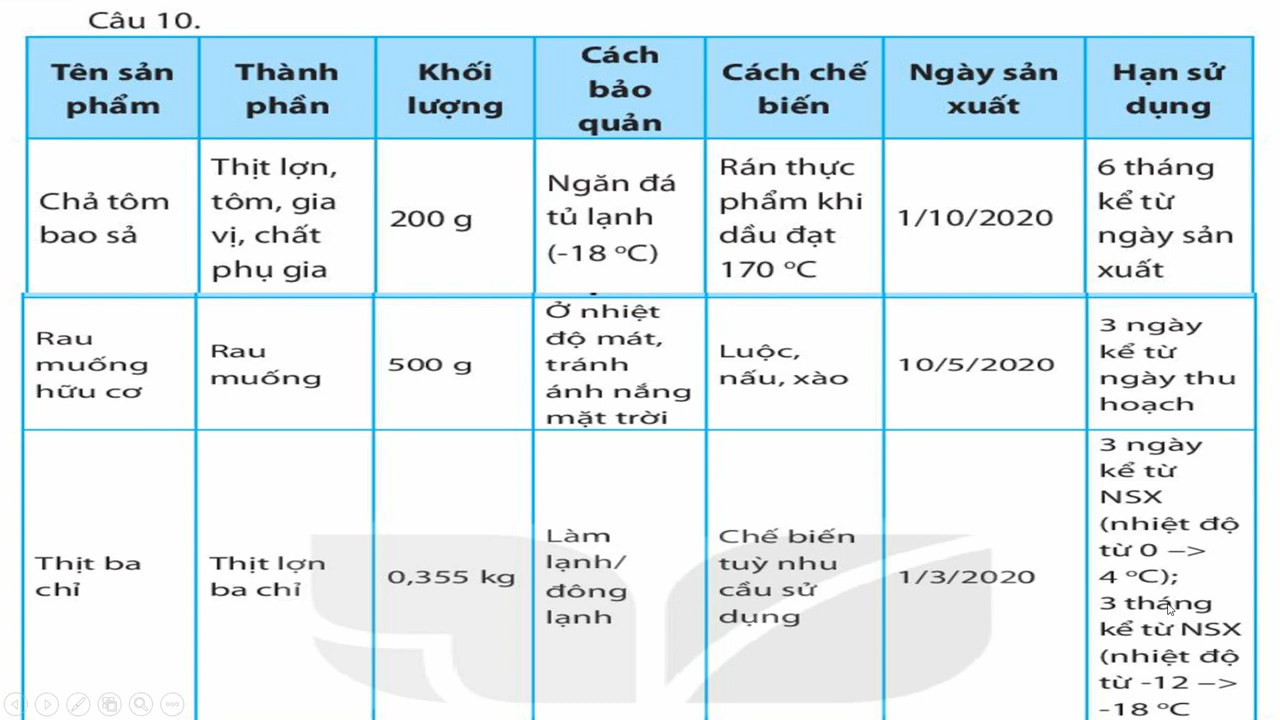 Câu 10.
Tên sản
phẩm
Thành
phần
Khối
lượng
Cách
bảo
quản
Cách chế
biến
Ngày sản
xuất
Hạn sử
dụng
Chả tôm
bao sả
Thịt lợn,
tôm, gia
vị, chất
phụ gia
200 g
Ngăn đá
tủ lạnh
(-18 °C)
Rán thực
phẩm khi
dầu đạt
170 °C
1/10/2020
6 tháng
kể từ
ngày sản
xuất
Rau
muống
hữu cơ
Rau
muống
500 g
Ở nhiệt
độ mát,
tránh
ánh nắng
mặt trời
Luộc,
nấu, xào
10/5/2020
3 ngày
kể từ
ngày thu
hoạch
Thịt ba
chỉ
Thịt lợn
ba chỉ
0,355 kg
Làm
lạnh/
đông
lạnh
Chế biến
tuỳ nhu
cầu sử
dụng
1/3/2020
3 ngày
kể từ
NSX
(nhiệt độ
từ 0 –>
4 °C);
3 tháng
kể từ NSX
(nhiệt độ
từ -12 –>
-18 °C